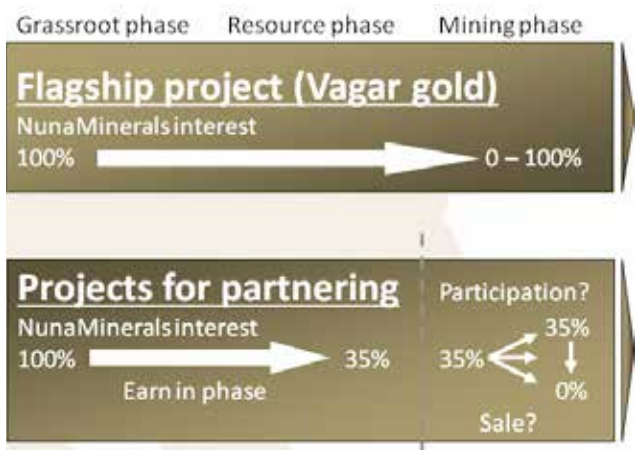 Grassroot phase Resource phase Mining phase
Flagship project (Vagar gold)
NunaMinerals interest
100% 0 – 100%
Projects for partnering
NunaMinerals interest
100% 35%
Earn in phase
Participation?
35%
35%
0%
Sale?